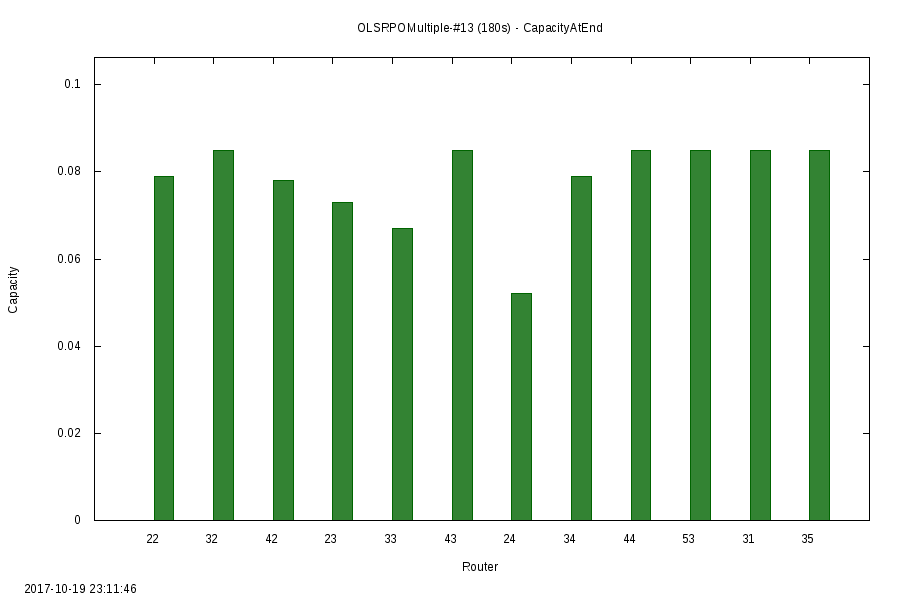 OLSRPOMultiple-#13 (180s) - CapacityAtEnd
0.1
0.08
0.06
0.04
0.02
0
Capacity
22 32 42 23 33 43 24 34 44 53 31 35
Router
2017-10-19 23:11:46